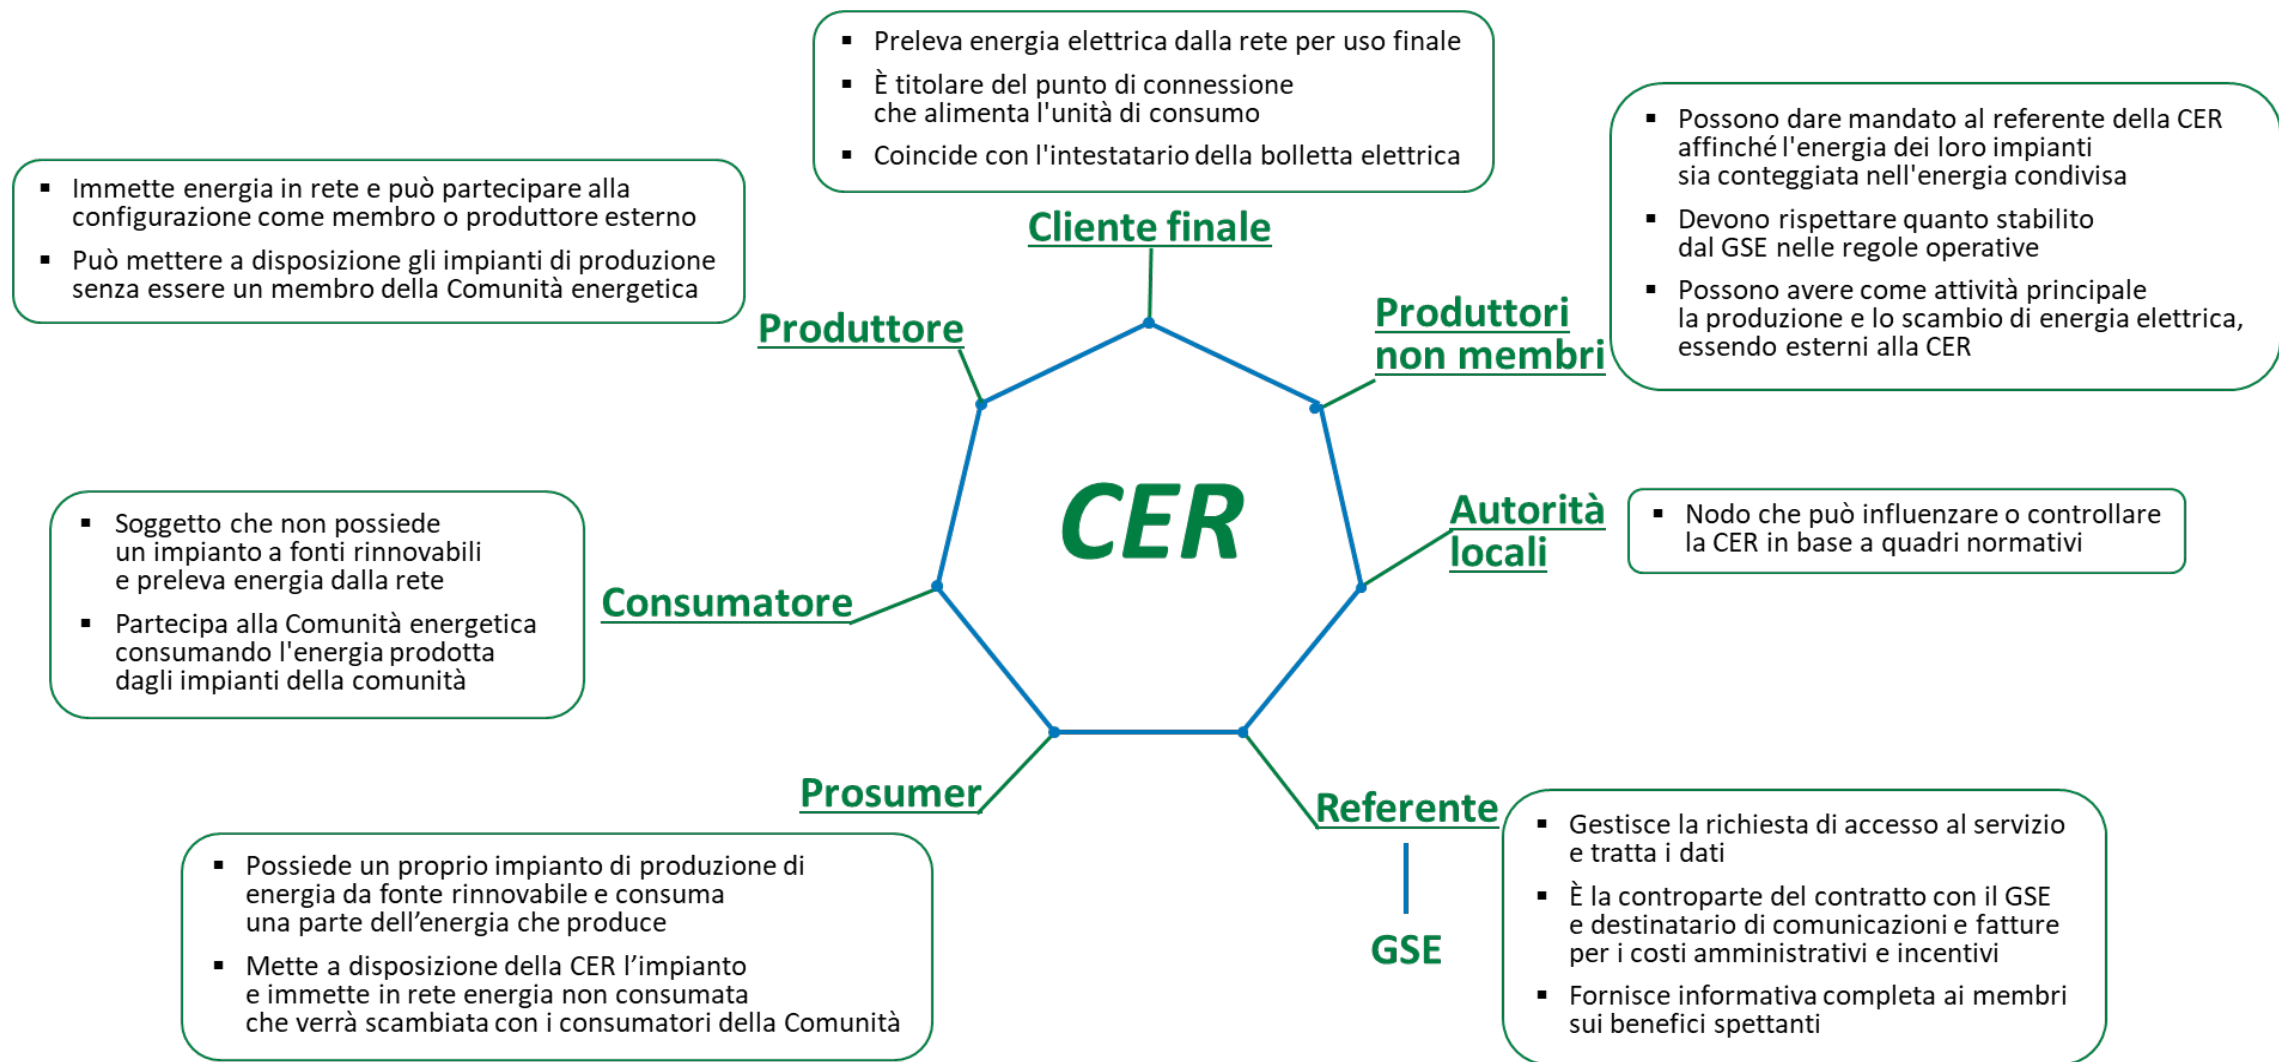 ▪ Preleva energia elettrica dalla rete per uso finale
▪ È titolare del punto di connessione
che alimenta l'unità di consumo
▪ Coincide con l'intestatario della bolletta elettrica
Cliente finale
▪ Possono dare mandato al referente della CER
affinché l'energia dei loro impianti
sia conteggiata nell'energia condivisa
▪ Devono rispettare quanto stabilito
dal GSE nelle regole operative
▪ Possono avere come attività principale
la produzione e lo scambio di energia elettrica,
essendo esterni alla CER
Produttori
non membri
▪ Immette energia in rete e può partecipare alla
configurazione come membro o produttore esterno
▪ Può mettere a disposizione gli impianti di produzione
senza essere un membro della Comunità energetica
Produttore
CER
Autorità
locali
▪ Nodo che può influenzare o controllare
la CER in base a quadri normativi
▪ Soggetto che non possiede
un impianto a fonti rinnovabili
e preleva energia dalla rete
▪ Partecipa alla Comunità energetica
consumando l'energia prodotta
dagli impianti della comunità
Consumatore
Prosumer
▪ Possiede un proprio impianto di produzione di
energia da fonte rinnovabile e consuma
una parte dell’energia che produce
▪ Mette a disposizione della CER l’impianto
e immette in rete energia non consumata
che verrà scambiata con i consumatori della Comunità
Referente
GSE
▪ Gestisce la richiesta di accesso al servizio
e tratta i dati
▪ È la controparte del contratto con il GSE
e destinatario di comunicazioni e fatture
per i costi amministrativi e incentivi
▪ Fornisce informativa completa ai membri
sui benefici spettanti